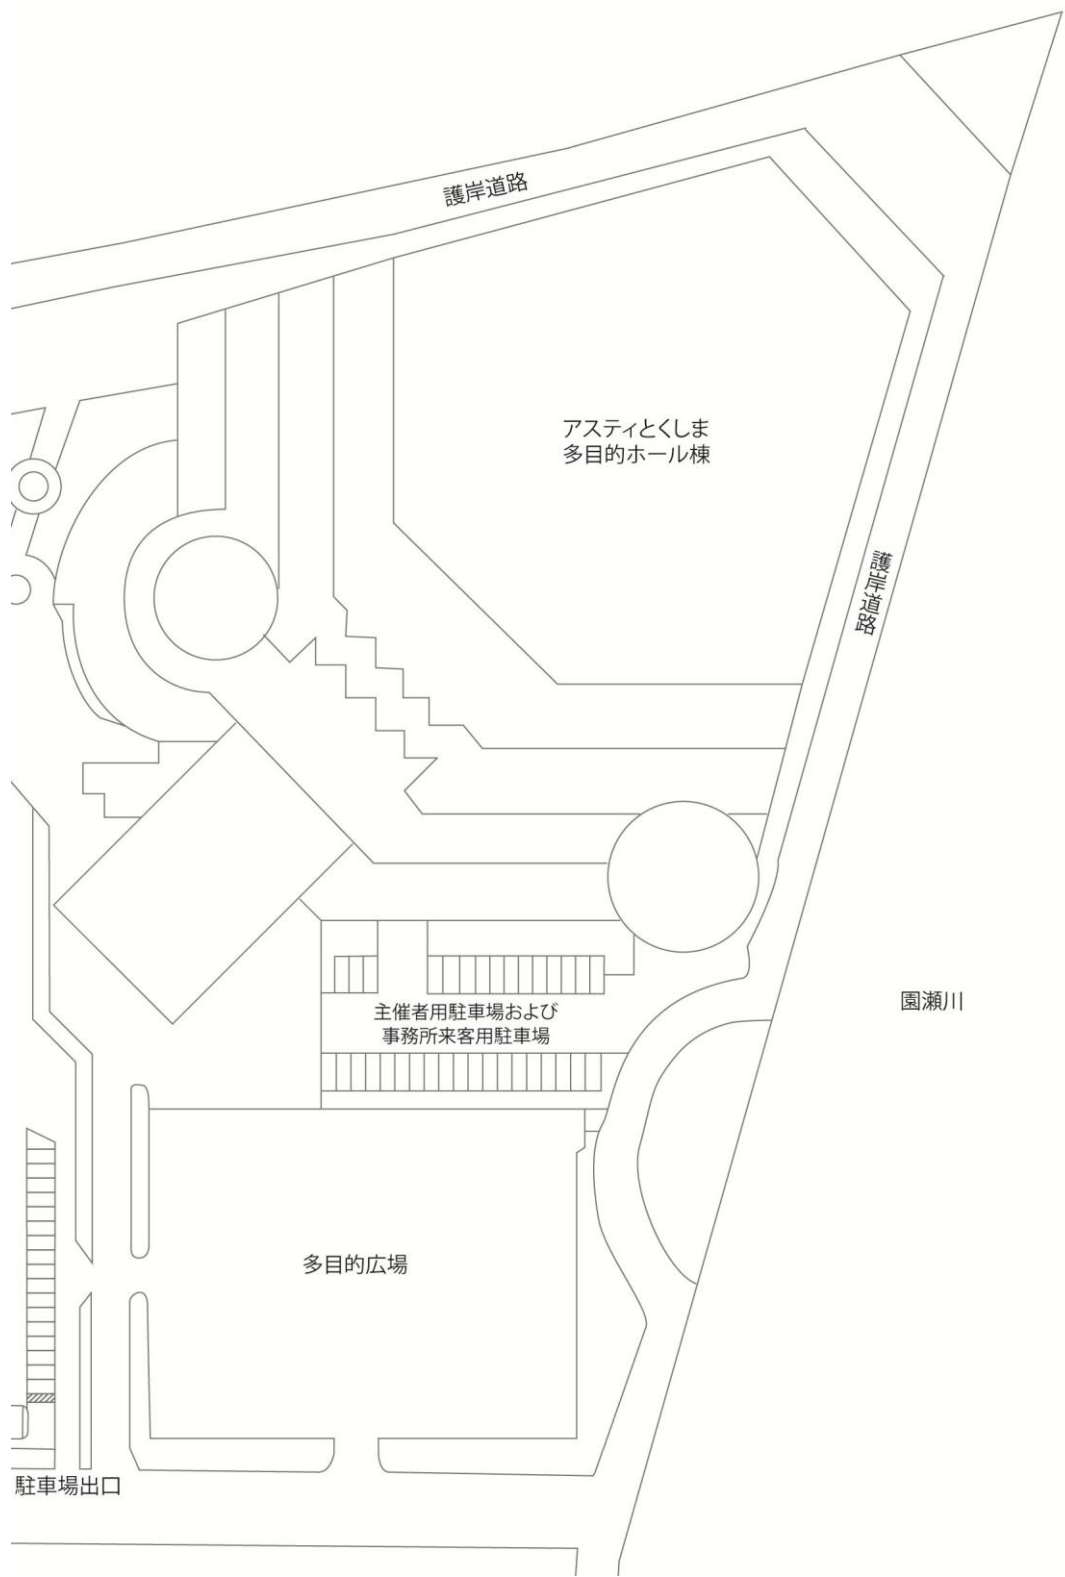 護岸道路
アスティとくしま
多目的ホール棟
護岸道路
園瀬川
主催者用駐車場および
事務所来客用駐車場
多目的広場
駐車場出口